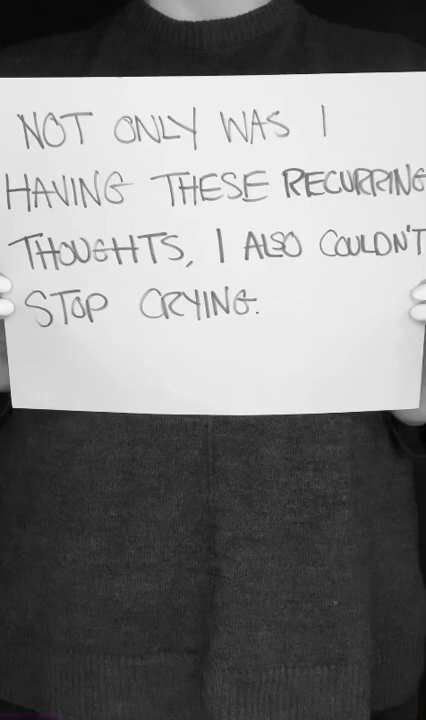 NOT ONLY WAS I
HAVING THESE RECURRING
THOUGHTS, I ALSO COULDN'T
STOP CRYING.